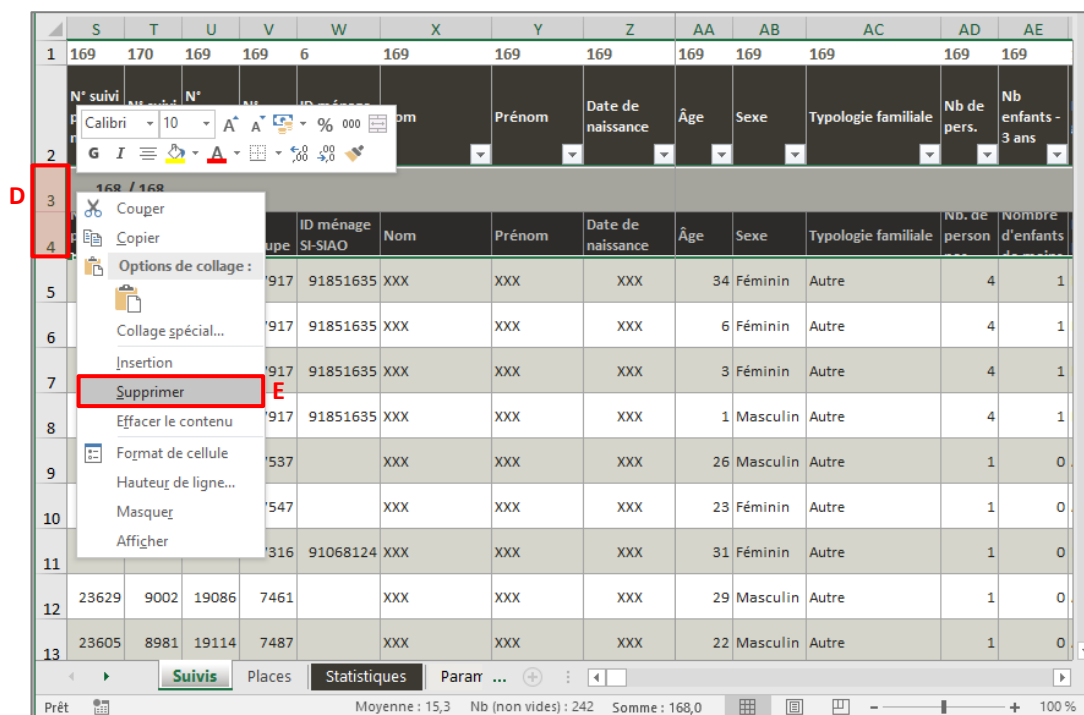 S T U V W X Y Z AA AB AC AD AE
1 169 170 169 169 6 169 169 169 169 169 169 169 169
2 N° suivi N° Prénom Date de naissance Âge Sexe Typologie familiale Nb de pers. Nb enfants - 3 ans
Calibri 10 A A % 000
G I A
D
3 168 / 168
4 ID ménage SI-SIAO Nom Prénom Date de naissance Âge Sexe Typologie familiale Nb. de person Nombre d'enfants
Couper
Copier
Options de collage :
Collage spécial...
Insertion
Supprimer E
Effacer le contenu
Format de cellule
Hauteur de ligne...
Masquer
Afficher
5 7917 91851635 XXX XXX XXX 34 Féminin Autre 4 1
6 7917 91851635 XXX XXX XXX 6 Féminin Autre 4 1
7 7917 91851635 XXX XXX XXX 3 Féminin Autre 4 1
8 7917 91851635 XXX XXX XXX 1 Masculin Autre 4 1
9 7537 XXX XXX XXX 26 Masculin Autre 1 0
10 7547 XXX XXX XXX 23 Féminin Autre 1 0
11 7316 91068124 XXX XXX XXX 31 Féminin Autre 1 0
12 23629 9002 19086 7461 XXX XXX XXX 29 Masculin Autre 1 0
13 23605 8981 19114 7487 XXX XXX XXX 22 Masculin Autre 1 0
Suivis Places Statistiques Param ...
Prêt Moyenne : 15,3 Nb (non vides) : 242 Somme : 168,0 - + 100 %